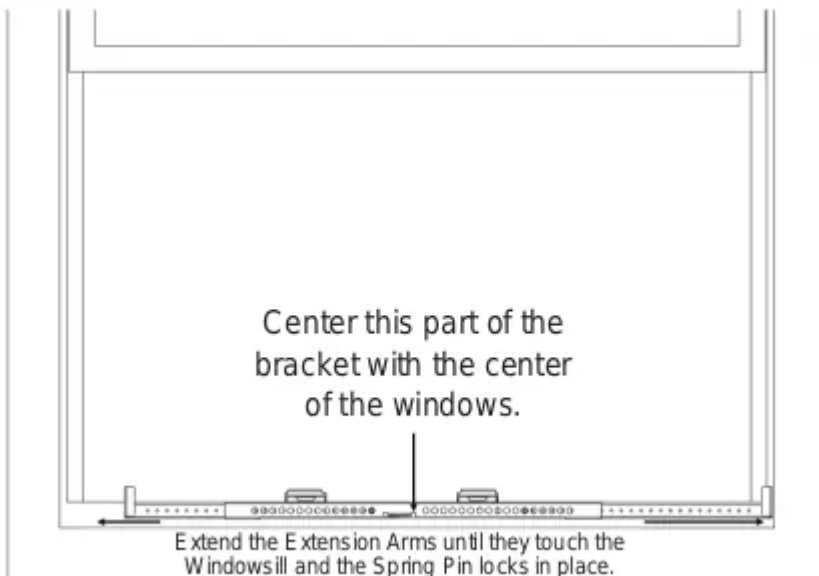 Center this part of the
bracket with the center
of the windows.
Extend the Extension Arms until they touch the
Windowsill and the Spring Pin locks in place.